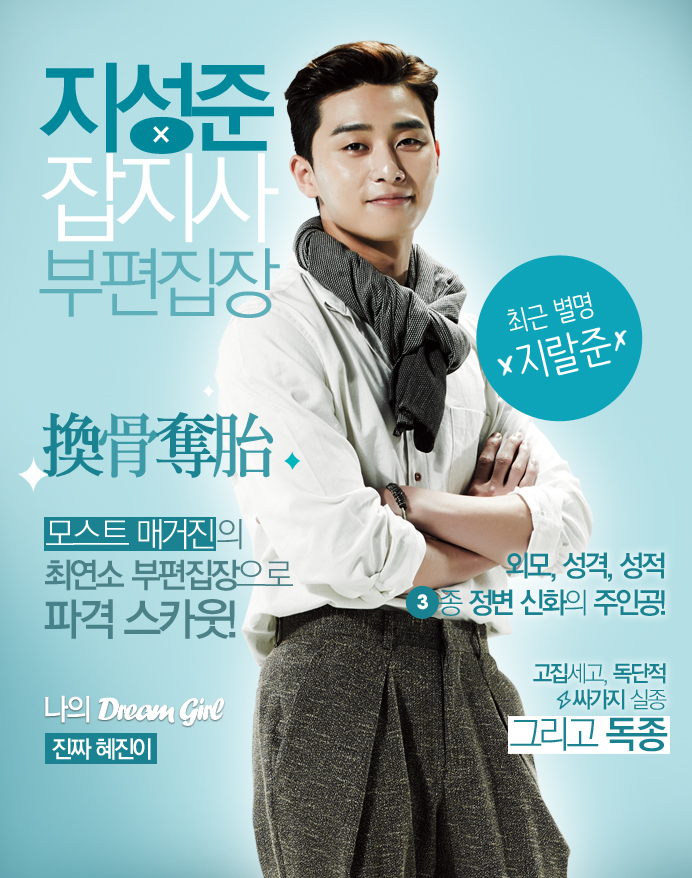 지성준
×
잡지사
부편집장
최근 별명
×지랄준×
換骨奪胎
모스트 매거진의
최연소 부편집장으로
파격 스카웃!
외모, 성격, 성적
3종 정변 신화의 주인공!
고집세고, 독단적
싸가지 실종
그리고 독종
나의 Dream Girl
진짜 혜진이